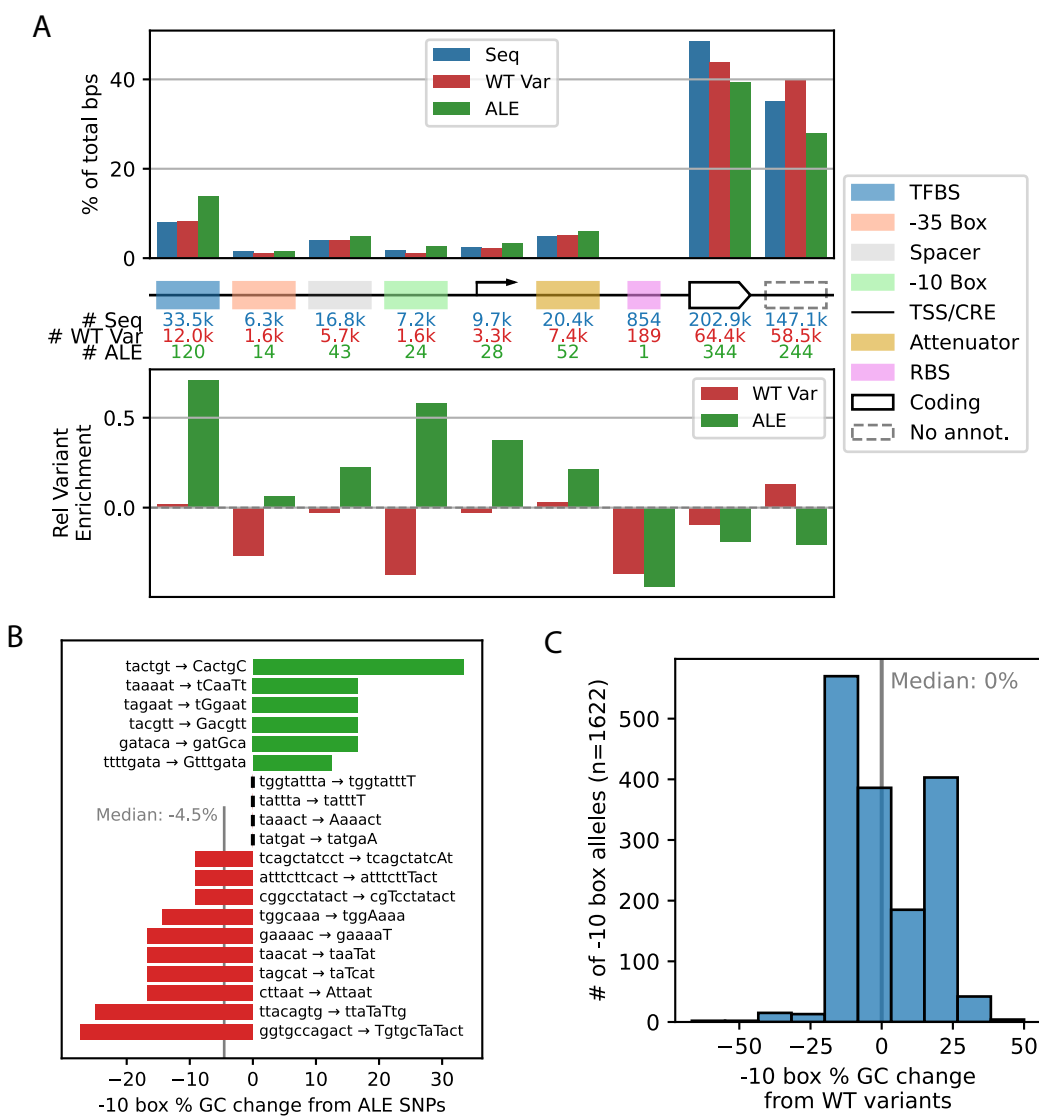 A
% of total bps
40
20
0
Seq
WT Var
ALE
TFBS
-35 Box
Spacer
-10 Box
TSS/CRE
Attenuator
RBS
Coding
No annot.
# Seq 33.5k 6.3k 16.8k 7.2k 9.7k 20.4k 854 202.9k 147.1k
# WT Var 12.0k 1.6k 5.7k 1.6k 3.3k 7.4k 189 64.4k 58.5k
# ALE 120 14 43 24 28 52 1 344 244
Rel Variant
Enrichment
0.5
0.0
WT Var
ALE
B
tactgt → CactgC
taaaat → tCaaTt
tagaat → tGgaat
tacgtt → Gacgtt
gataca → gatGca
ttttgata → Gtttgata
tggtattta → tggtatttT
tattta → tatttT
taaact → Aaaact
tatgat → tatgaA
Median: -4.5%
tcagctatcct → tcagctatcAt
atttcttcact → atttcttTact
cggcctatact → cgTcctatact
tggcaaa → tggAaaa
gaaaac → gaaaaT
taacat → taaTat
tagcat → taTcat
cttaat → Attaat
ttacagtg → ttaTaTtg
ggtgccagact → TgtgcTaTact
−20 −10 0 10 20 30
-10 box % GC change from ALE SNPs
C
Median: 0%
# of -10 box alleles (n=1622)
500
400
300
200
100
0
−50 −25 0 25 50
-10 box % GC change
from WT variants